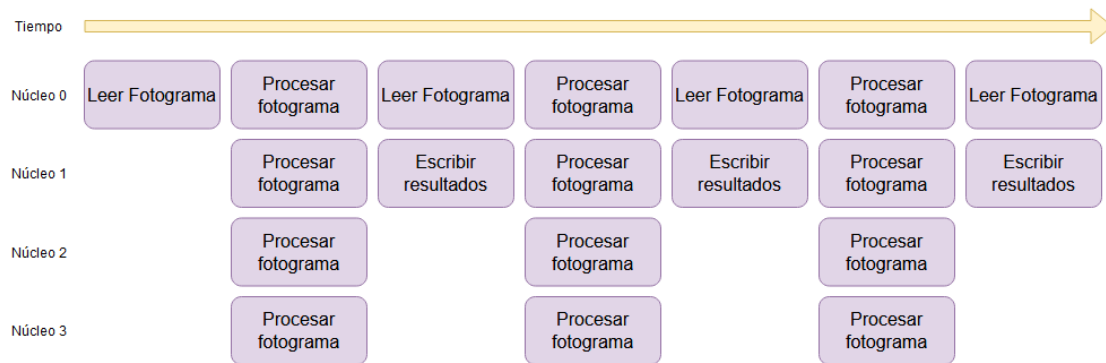 Tiempo
Núcleo 0
Leer Fotograma
Procesar
fotograma
Leer Fotograma
Procesar
fotograma
Leer Fotograma
Procesar
fotograma
Leer Fotograma
Núcleo 1
Procesar
fotograma
Escribir
resultados
Procesar
fotograma
Escribir
resultados
Procesar
fotograma
Escribir
resultados
Núcleo 2
Procesar
fotograma
Procesar
fotograma
Procesar
fotograma
Núcleo 3
Procesar
fotograma
Procesar
fotograma
Procesar
fotograma